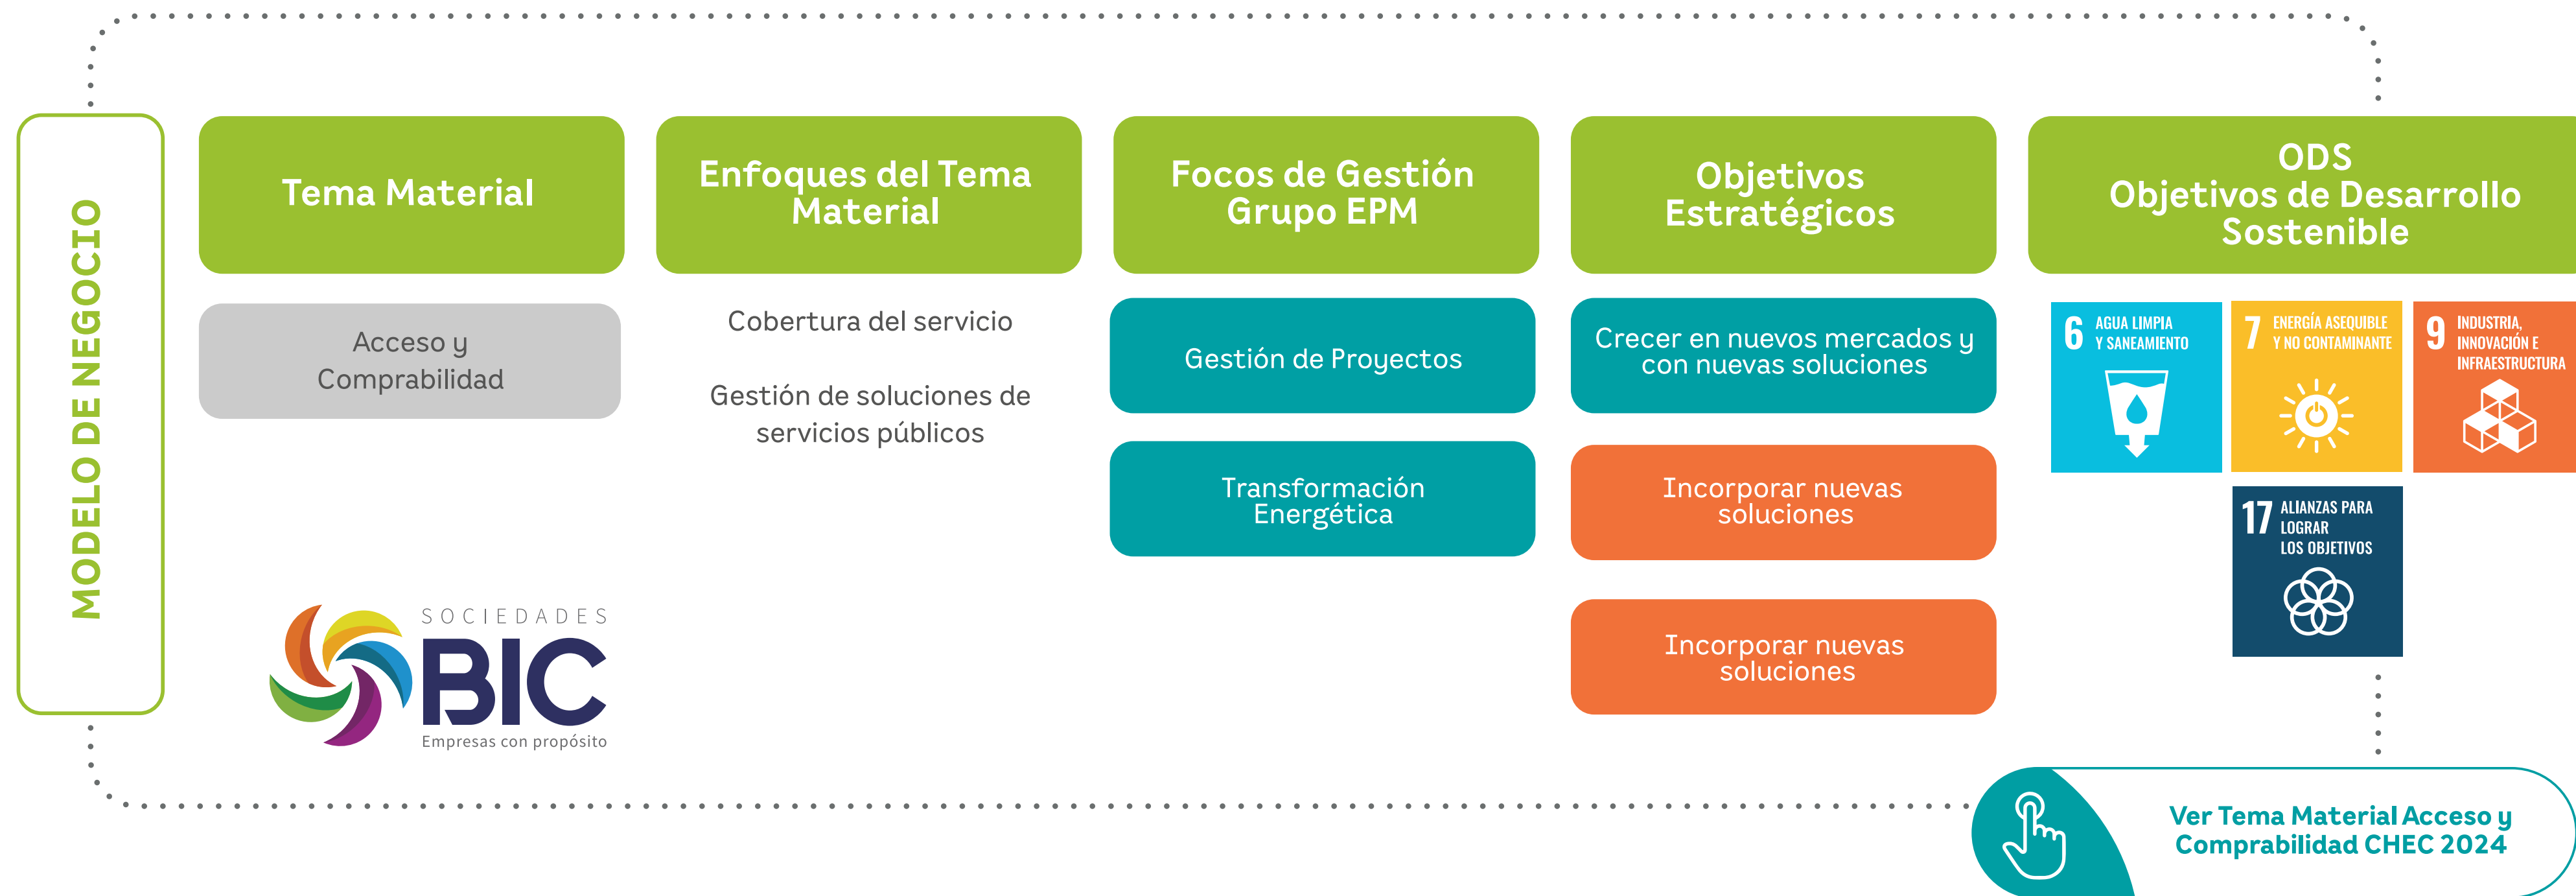 MODELO DE NEGOCIO
Tema Material
Acceso y
Comprabilidad
SOCIEDADES
BIC
Empresas con propósito
Enfoques del Tema
Material
Cobertura del servicio
Gestión de soluciones de
servicios públicos
Focos de Gestión
Grupo EPM
Gestión de Proyectos
Transformación
Energética
Objetivos
Estratégicos
Crecer en nuevos mercados y
con nuevas soluciones
Incorporar nuevas
soluciones
Incorporar nuevas
soluciones
ODS
Objetivos de Desarrollo
Sostenible
6 AGUA LIMPIA
Y SANEAMIENTO
7 ENERGÍA ASEQUIBLE
Y NO CONTAMINANTE
9 INDUSTRIA,
INNOVACIÓN E
INFRAESTRUCTURA
17 ALIANZAS PARA
LOGRAR
LOS OBJETIVOS
Ver Tema Material Acceso y
Comprabilidad CHEC 2024